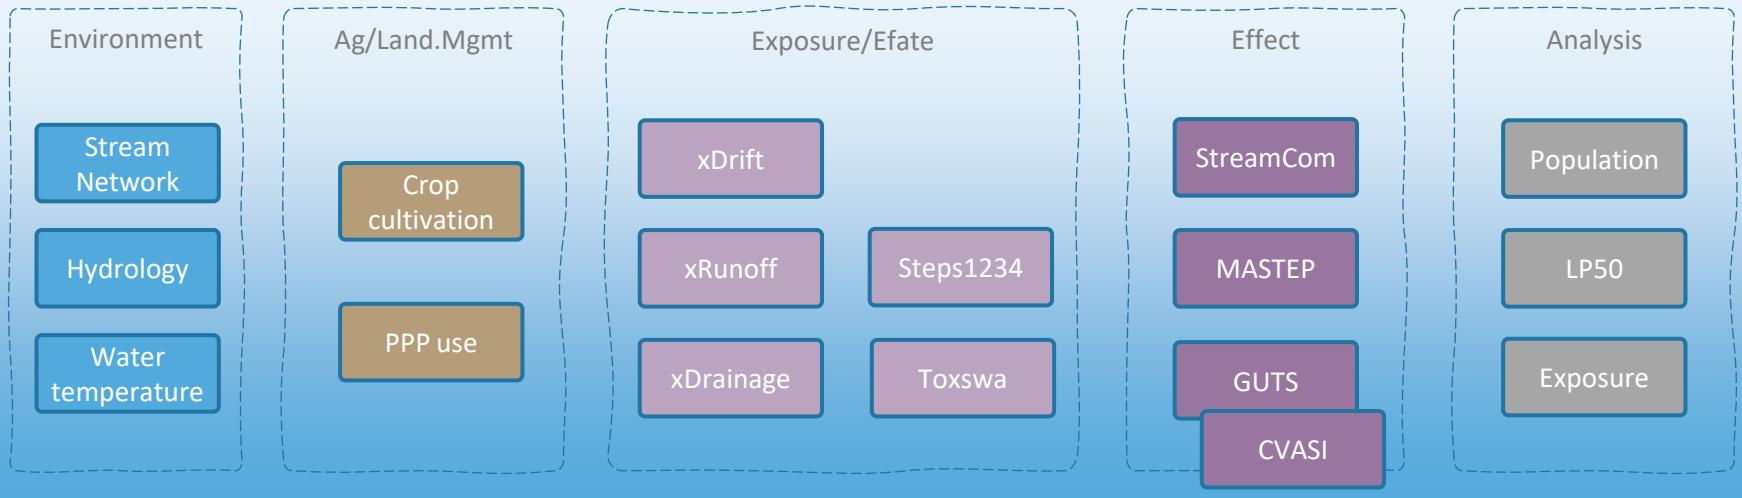 Environment
Stream
Network
Hydrology
Water
temperature
Ag/Land.Mgmt
Crop
cultivation
PPP use
Exposure/Efate
xDrift
xRunoff
Steps1234
xDrainage
Toxswa
Effect
StreamCom
MASTEP
GUTS
CVASI
Analysis
Population
LP50
Exposure